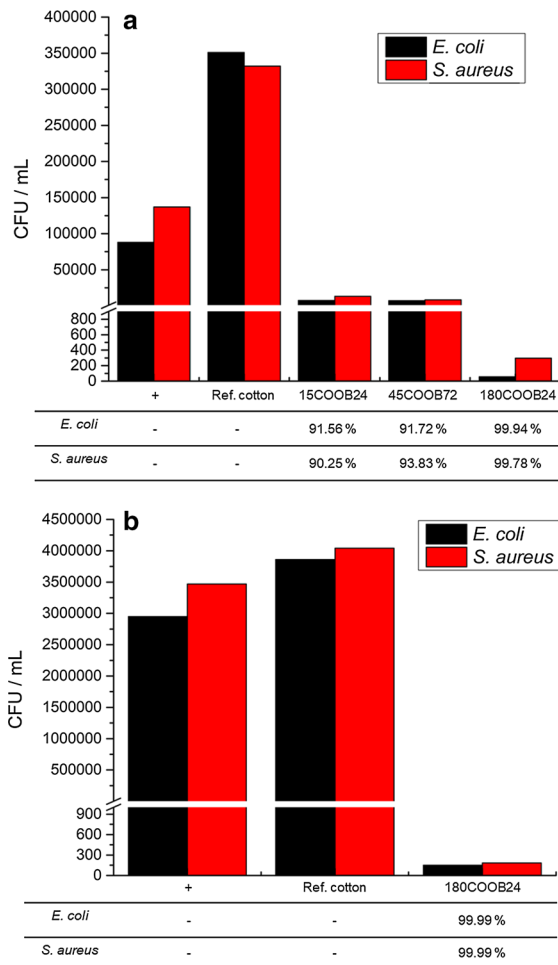 a
400000
350000
300000
250000
200000
150000
100000
50000
800
600
400
200
0
CFU / mL
E. coli
S. aureus
+ Ref. cotton 15COOB24 45COOB72 180COOB24
E. coli - - 91.56 % 91.72 % 99.94 %
S. aureus - - 90.25 % 93.83 % 99.78 %
b
4500000
4000000
3500000
3000000
2500000
2000000
1500000
1000000
500000
900
600
300
0
CFU / mL
E. coli
S. aureus
+ Ref. cotton 180COOB24
E. coli - - 99.99 %
S. aureus - - 99.99 %